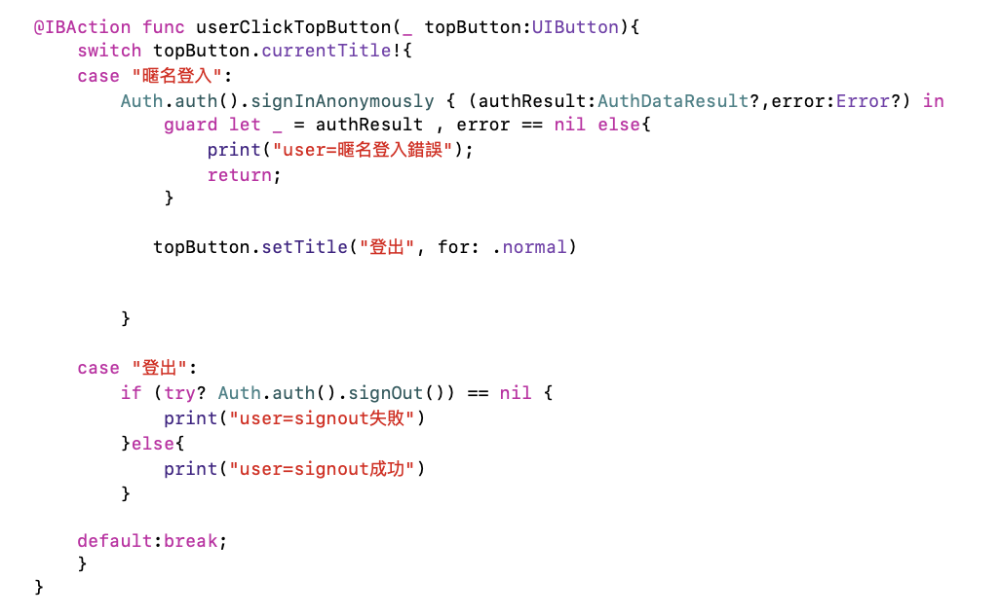 @IBAction func userClickTopButton(_ topButton:UIButton){
switch topButton.currentTitle!{
case "暱名登入":
Auth.auth().signInAnonymously { (authResult:AuthDataResult?,error:Error?) in
guard let _ = authResult , error == nil else{
print("user=暱名登入錯誤");
return;
}
topButton.setTitle("登出", for: .normal)
}
case "登出":
if (try? Auth.auth().signOut()) == nil {
print("user=signout失敗")
}else{
print("user=signout成功")
}
default:break;
}
}